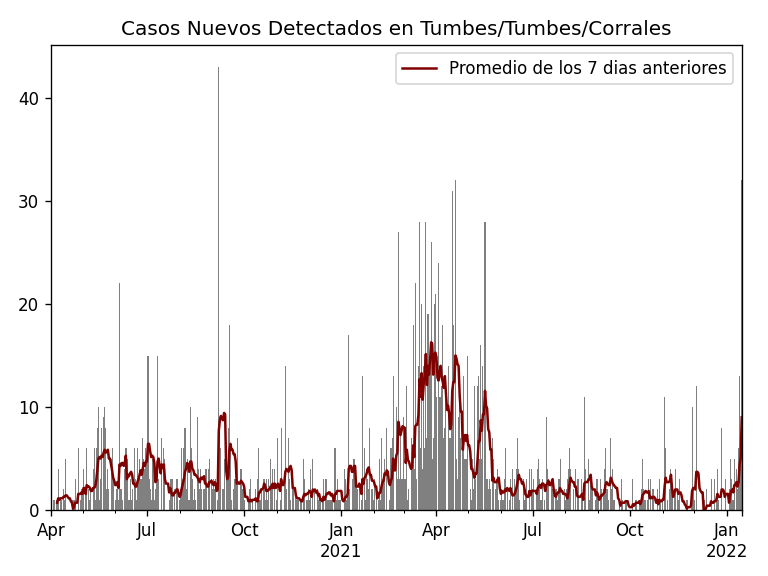 Casos Nuevos Detectados en Tumbes/Tumbes/Corrales
Promedio de los 7 dias anteriores
40
30
20
10
0
Apr Jul Oct Jan Apr Jul Oct Jan
2021 2022